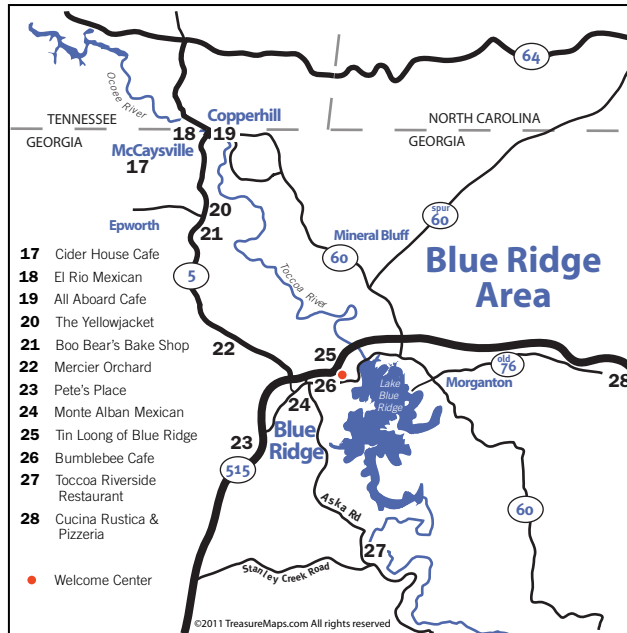 64
Ocoee River
Copperhill
TENNESSEE
NORTH CAROLINA
18
19
GEORGIA
GEORGIA
McCaysville
17
20
spur
60
Epworth
21
Mineral Bluff
60
Blue Ridge
Area
5
Toccoa River
17 Cider House Cafe
18 El Rio Mexican
19 All Aboard Cafe
20 The Yellowjacket
21 Boo Bear's Bake Shop
22 Mercier Orchard
23 Pete's Place
24 Monte Alban Mexican
25 Tin Loong of Blue Ridge
26 Bumblebee Cafe
27 Toccoa Riverside
Restaurant
28 Cucina Rustica &
Pizzeria
Welcome Center
22
25
old
76
26
28
Lake
Blue
Ridge
Morganton
24
Blue
Ridge
23
515
Aska Rd
60
27
Stanley Creek Road
©2011 TreasureMaps.com All rights reserved